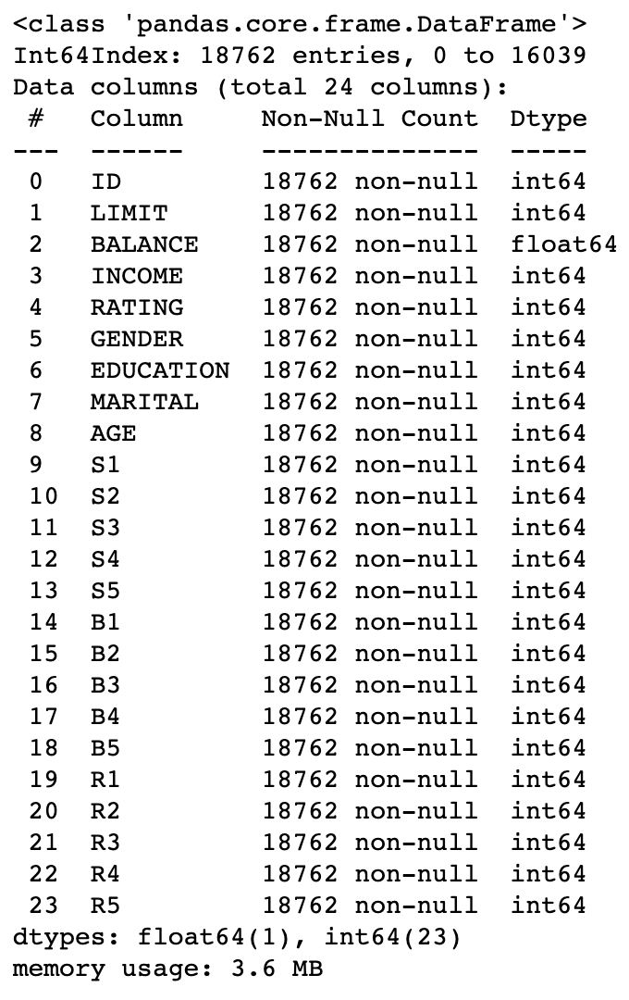 <class 'pandas.core.frame.DataFrame'>
Int64Index: 18762 entries, 0 to 16039
Data columns (total 24 columns):
 #   Column     Non-Null Count  Dtype
---  ------     --------------  -----
 0   ID         18762 non-null  int64
 1   LIMIT      18762 non-null  int64
 2   BALANCE    18762 non-null  float64
 3   INCOME     18762 non-null  int64
 4   RATING     18762 non-null  int64
 5   GENDER     18762 non-null  int64
 6   EDUCATION  18762 non-null  int64
 7   MARITAL    18762 non-null  int64
 8   AGE        18762 non-null  int64
 9   S1         18762 non-null  int64
 10  S2         18762 non-null  int64
 11  S3         18762 non-null  int64
 12  S4         18762 non-null  int64
 13  S5         18762 non-null  int64
 14  B1         18762 non-null  int64
 15  B2         18762 non-null  int64
 16  B3         18762 non-null  int64
 17  B4         18762 non-null  int64
 18  B5         18762 non-null  int64
 19  R1         18762 non-null  int64
 20  R2         18762 non-null  int64
 21  R3         18762 non-null  int64
 22  R4         18762 non-null  int64
 23  R5         18762 non-null  int64
dtypes: float64(1), int64(23)
memory usage: 3.6 MB